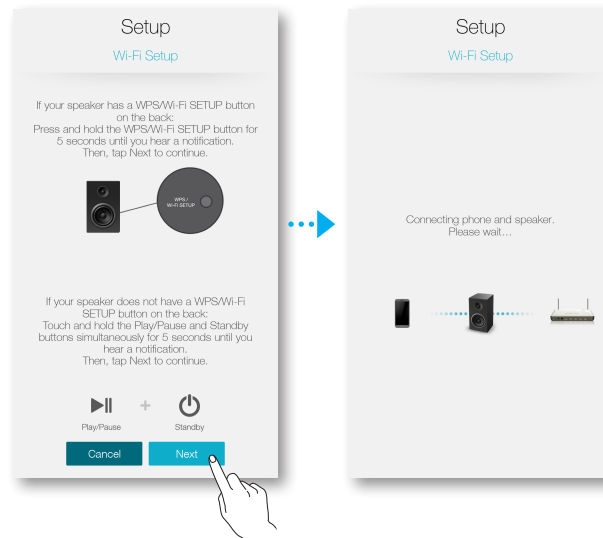 Setup
Wi-Fi Setup
If your speaker has a WPS/Wi-Fi SETUP button
on the back:
Press and hold the WPS/Wi-Fi SETUP button for
5 seconds until you hear a notification.
Then, tap Next to continue.
WPS /
Wi-Fi SETUP
If your speaker does not have a WPS/Wi-Fi
SETUP button on the back:
Touch and hold the Play/Pause and Standby
buttons simultaneously for 5 seconds until you
hear a notification.
Then, tap Next to continue.
+
Play/Pause
Standby
Cancel
Next
Setup
Wi-Fi Setup
Connecting phone and speaker.
Please wait…